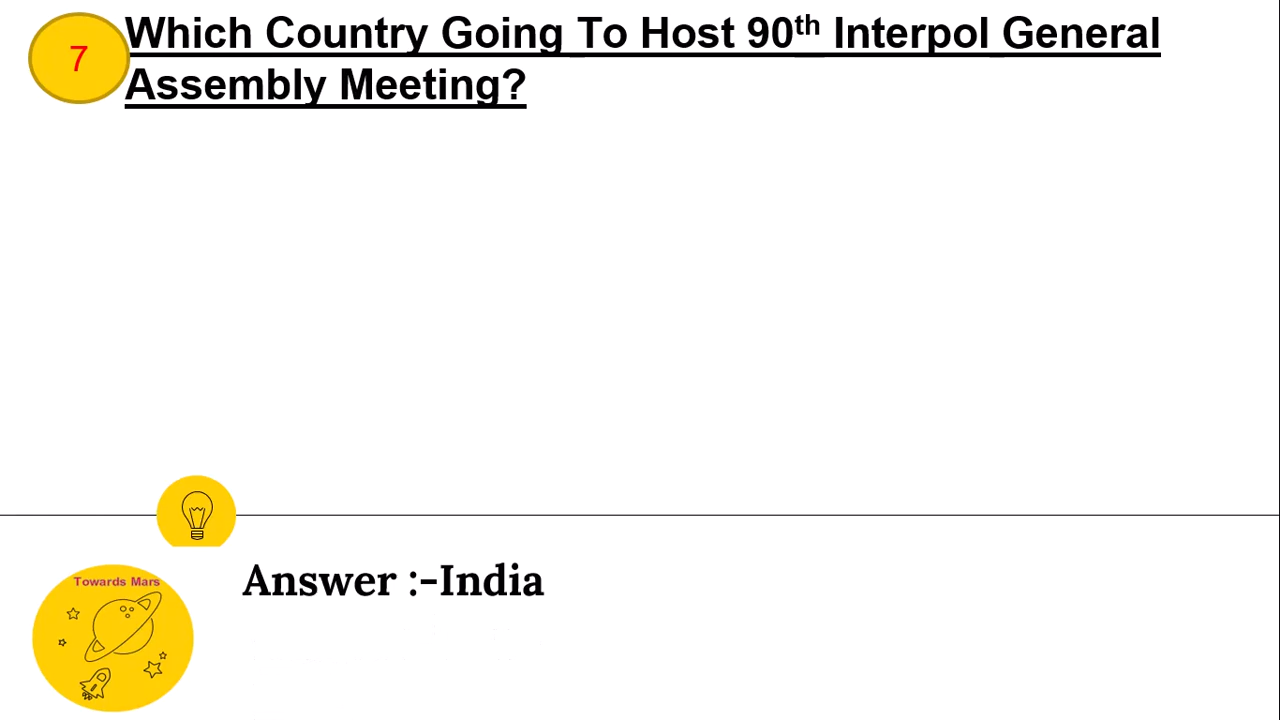 7
Which Country Going To Host 90th Interpol General
Assembly Meeting?
Towards Mars
Answer :-India